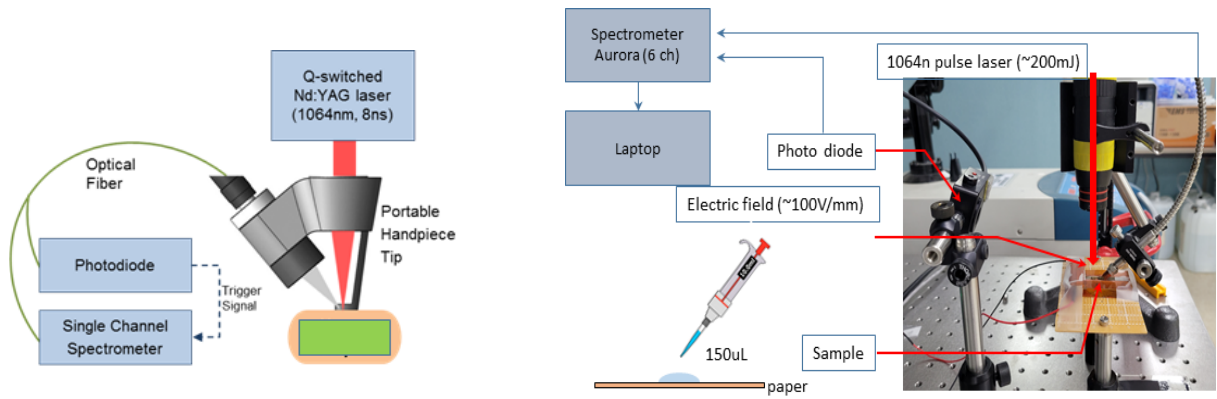 Q-switched
Nd:YAG laser
(1064nm, 8ns)
Optical
Fiber
Portable
Handpiece
Tip
Photodiode
Trigger
Signal
Single Channel
Spectrometer
Spectrometer
Aurora (6 ch)
1064n pulse laser (~200mJ)
Laptop
Photo diode
Electric field (~100V/mm)
150uL
Sample
paper